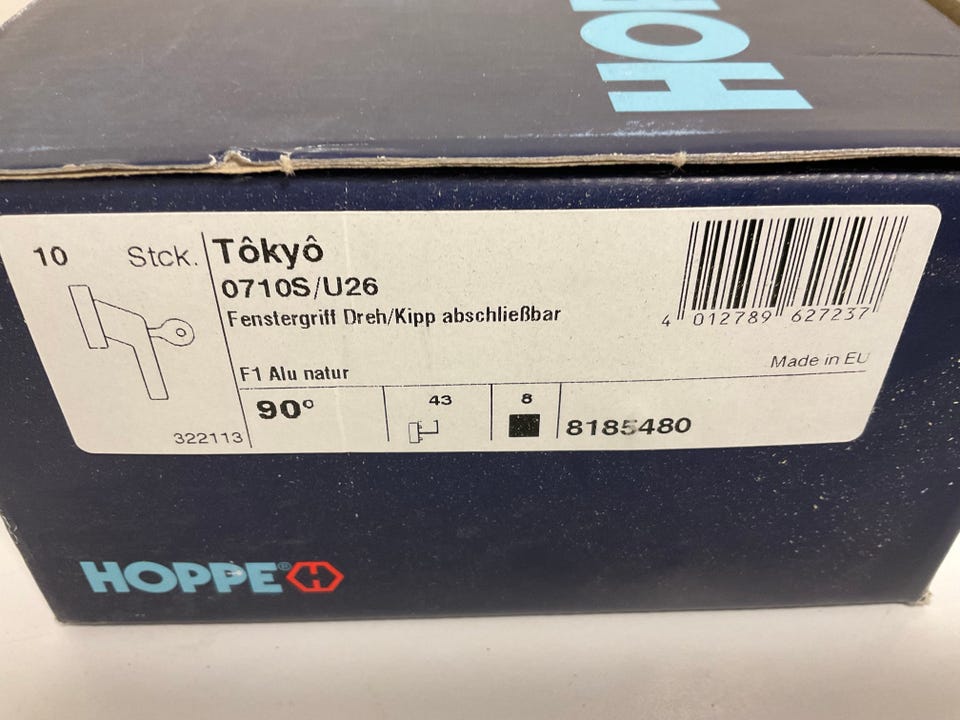 HOPPE
10 Stck.
Tôkyô
0710S/U26
Fenstergriff Dreh/Kipp abschließbar
F1 Alu natur
4 012789 627237
Made in EU
90°
43
8
8185480
322113
HOPPE®